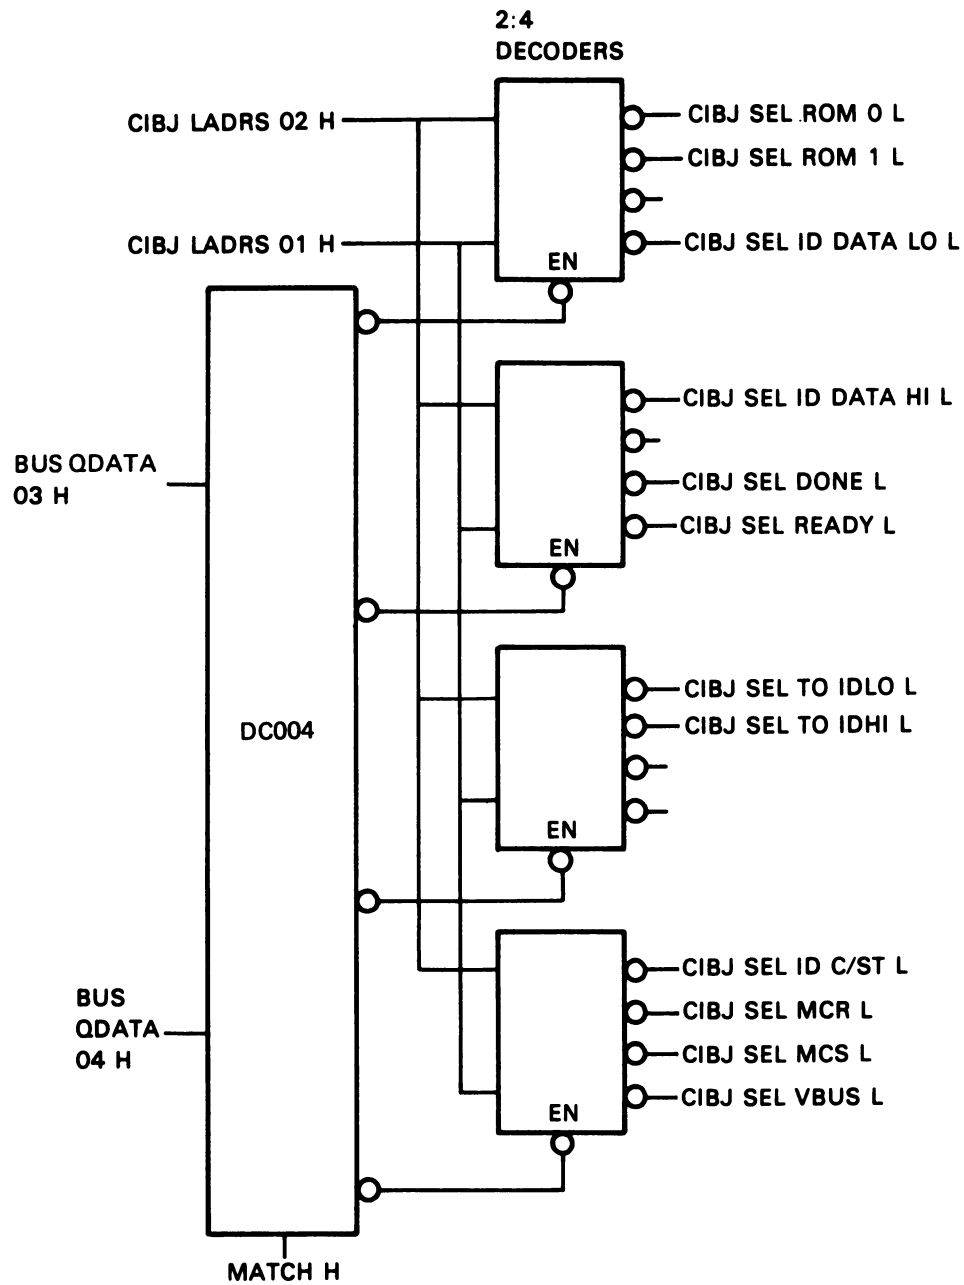 2:4
DECODERS
CIBJ LADRS 02 H
CIBJ SEL ROM 0 L
CIBJ SEL ROM 1 L
CIBJ LADRS 01 H
CIBJ SEL ID DATA LO L
EN
CIBJ SEL ID DATA HI L
BUS QDATA
03 H
CIBJ SEL DONE L
CIBJ SEL READY L
EN
CIBJ SEL TO IDLO L
CIBJ SEL TO IDHI L
DC004
EN
CIBJ SEL ID C/ST L
BUS
QDATA
04 H
CIBJ SEL MCR L
CIBJ SEL MCS L
CIBJ SEL VBUS L
EN
MATCH H